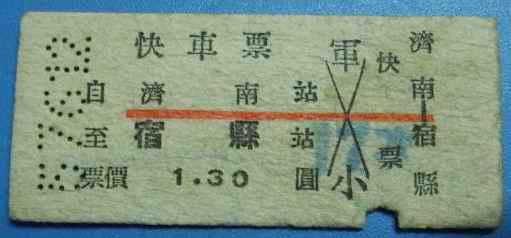 快車票
自濟南站
至宿縣站
票價 1.30 圓
軍
小
快
票
濟南—宿縣